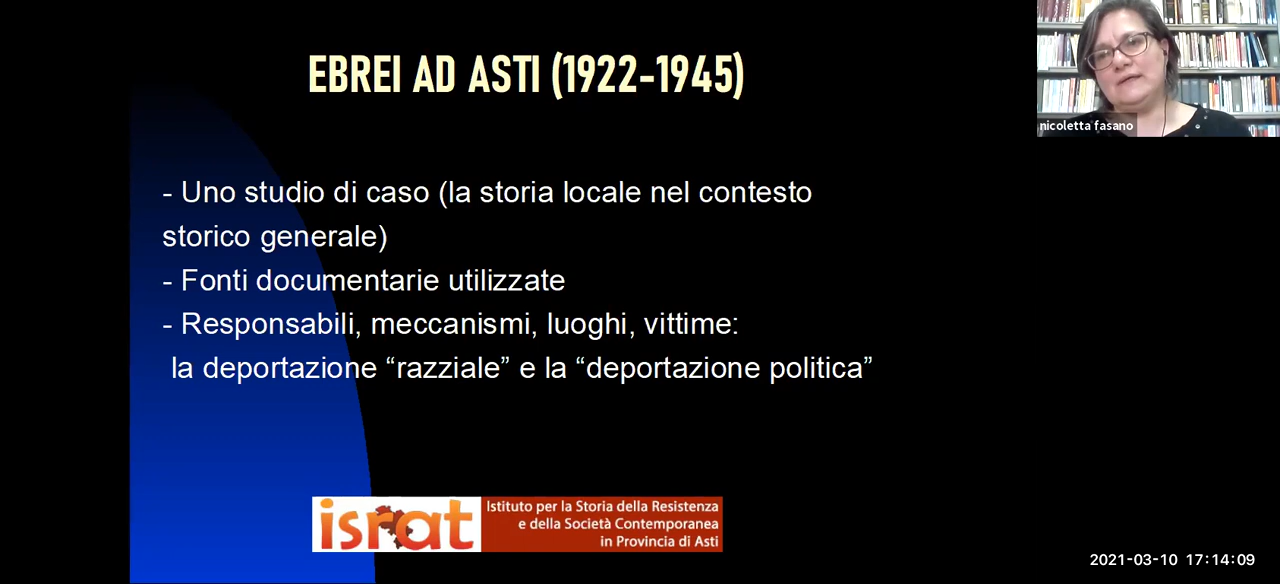 EBREI AD ASTI (1922-1945)
nicoletta fasano
- Uno studio di caso (la storia locale nel contesto
storico generale)
- Fonti documentarie utilizzate
- Responsabili, meccanismi, luoghi, vittime:
la deportazione “razziale” e la “deportazione politica”
israt
Istituto per la Storia della Resistenza
e della Società Contemporanea
in Provincia di Asti
2021-03-10 17:14:09